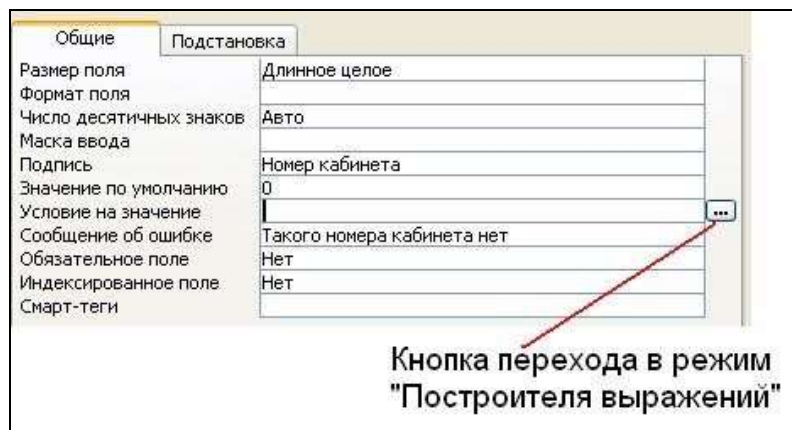 Общие Подстановка
Размер поля Длинное целое
Формат поля
Число десятичных знаков Авто
Маска ввода
Подпись Номер кабинета
Значение по умолчанию 0
Условие на значение ...
Сообщение об ошибке Такого номера кабинета нет
Обязательное поле Нет
Индексированное поле Нет
Смарт-теги
Кнопка перехода в режим
"Построителя выражений"